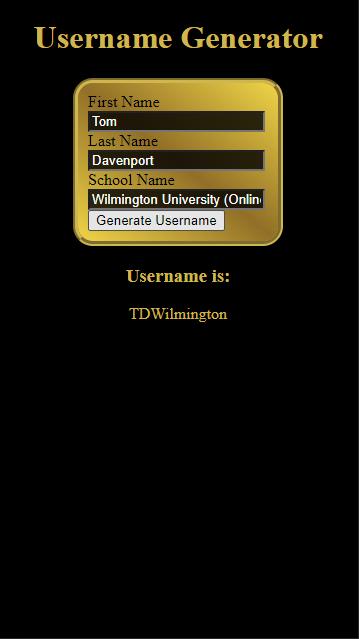 Username Generator
First Name
Tom
Last Name
Davenport
School Name
Wilmington University (Onlin
Generate Username
Username is:
TDWilmington